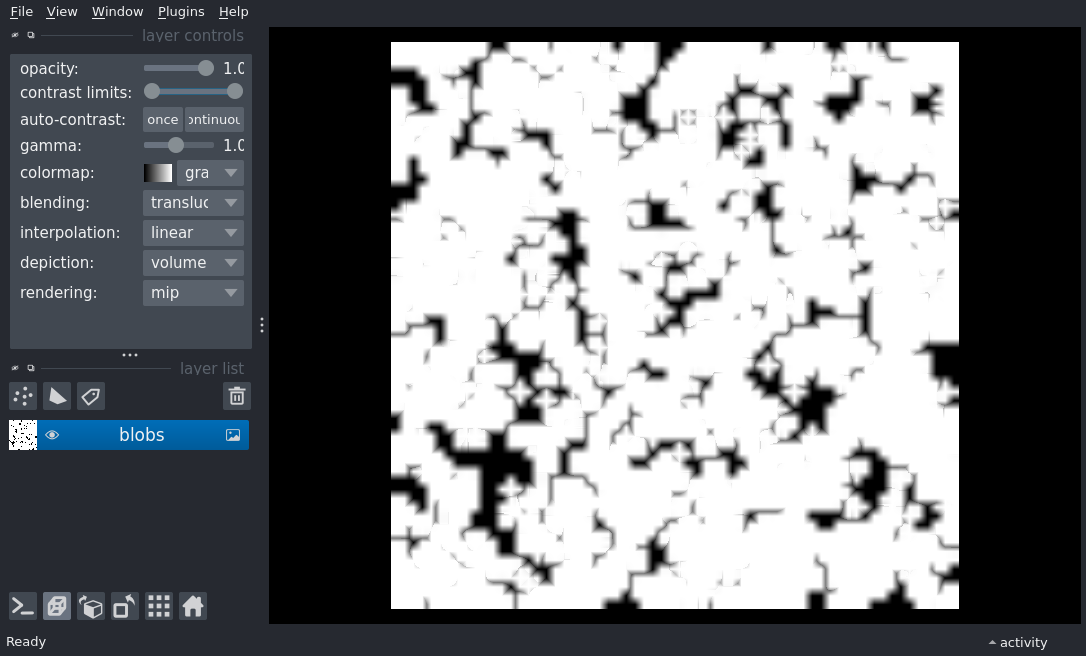 File View Window Plugins Help
layer controls
opacity: 1.0
contrast limits:
auto-contrast: once ontinuou
gamma: 1.0
colormap: gra
blending: transluc
interpolation: linear
depiction: volume
rendering: mip
layer list
blobs
Ready
activity